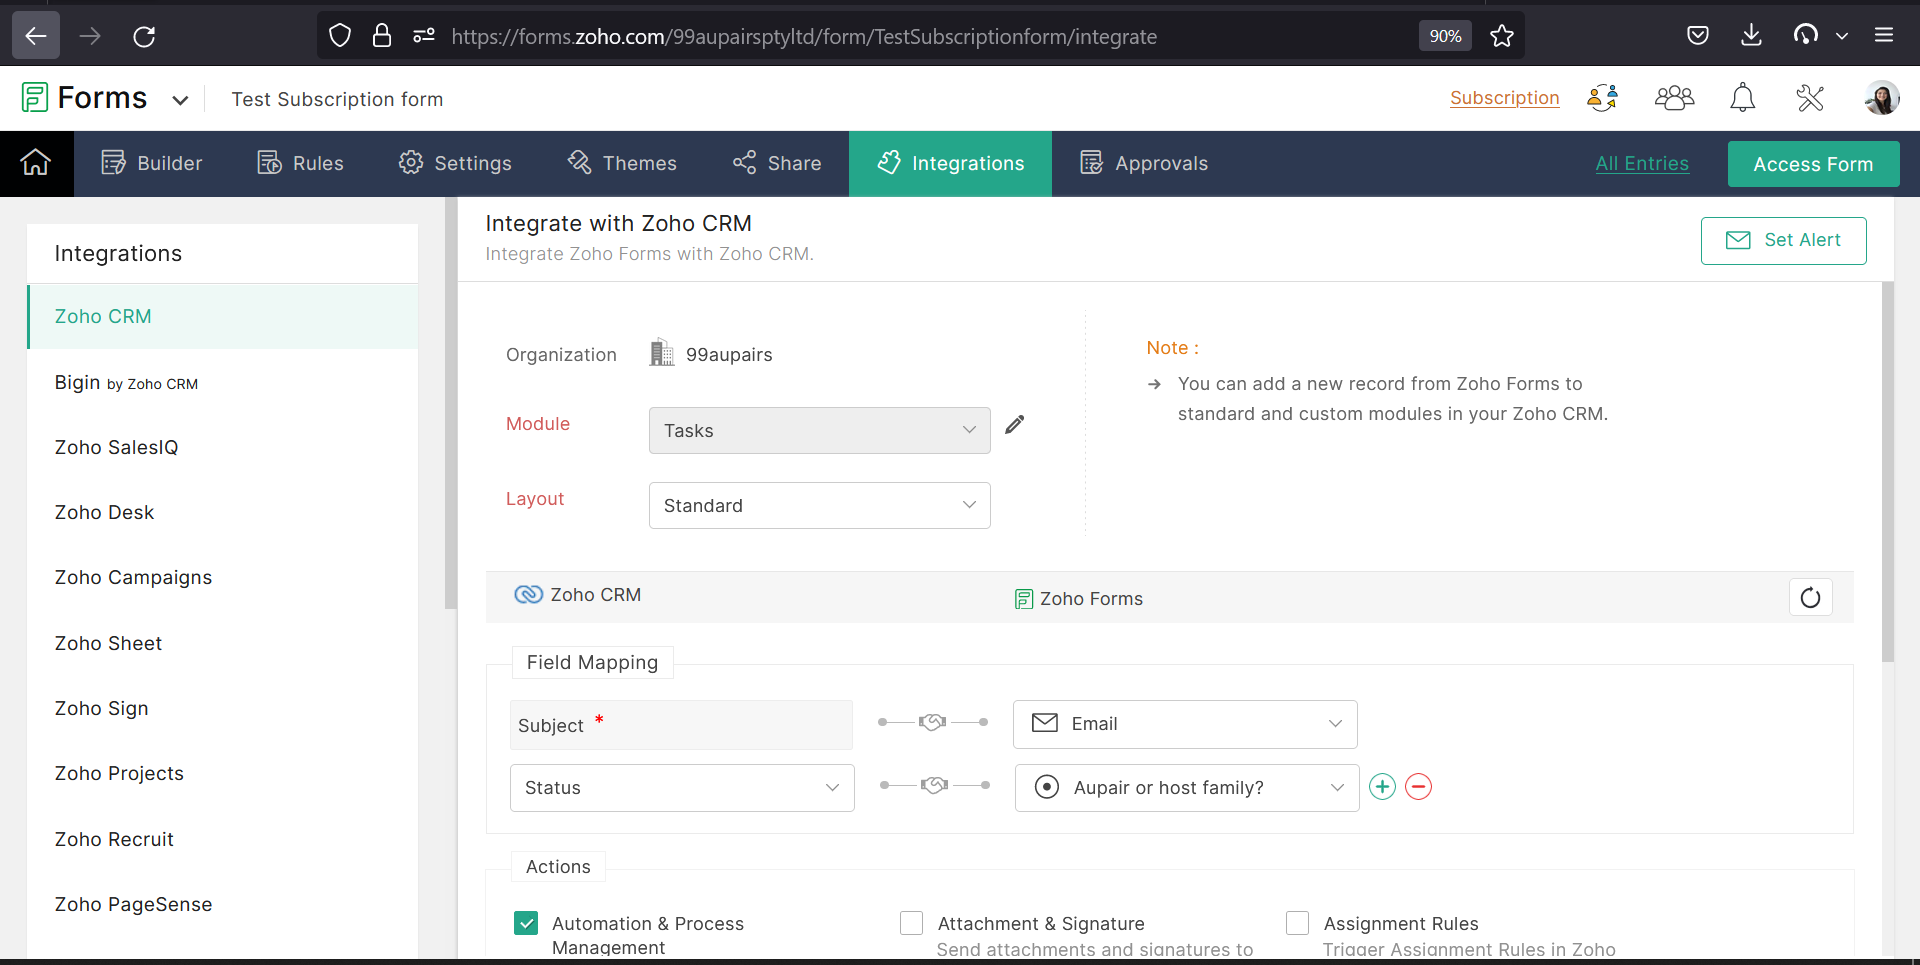 https://forms.zoho.com/99aupairsptyltd/form/TestSubscriptionform/integrate
90%
Forms
Test Subscription form
Subscription
Builder
Rules
Settings
Themes
Share
Integrations
Approvals
All Entries
Access Form
Integrations
Zoho CRM
Bigin by Zoho CRM
Zoho SalesIQ
Zoho Desk
Zoho Campaigns
Zoho Sheet
Zoho Sign
Zoho Projects
Zoho Recruit
Zoho PageSense
Integrate with Zoho CRM
Integrate Zoho Forms with Zoho CRM.
Set Alert
Organization
99aupairs
Module
Tasks
Layout
Standard
Note :
→ You can add a new record from Zoho Forms to
standard and custom modules in your Zoho CRM.
Zoho CRM
Zoho Forms
Field Mapping
Subject *
Email
Status
Aupair or host family?
Actions
Automation & Process
Management
Attachment & Signature
Send attachments and signatures to
Assignment Rules
Trigger Assignment Rules in Zoho